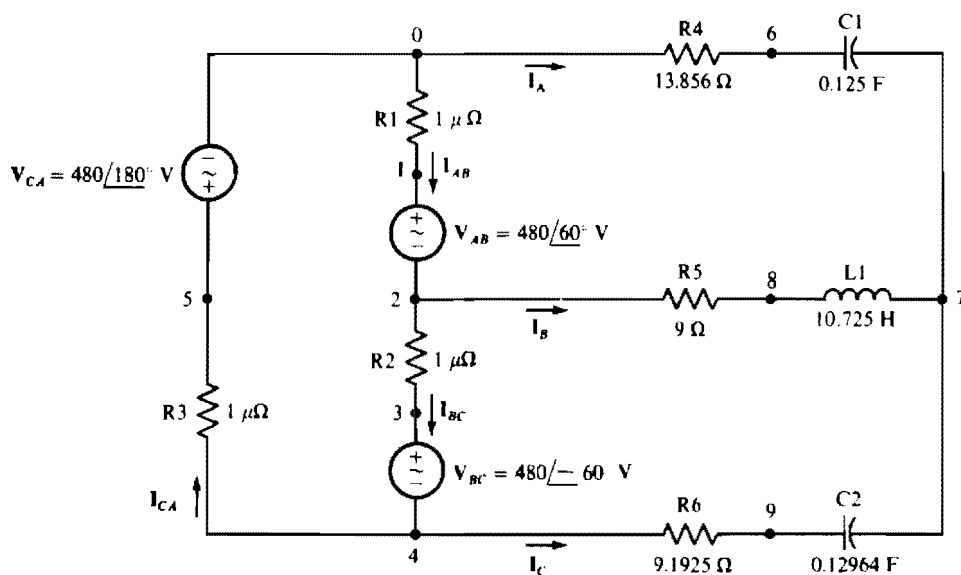 0
R4
6
C1
I_A
13.856 Ω
0.125 F
R1
1 μΩ
V_CA = 480/180° V
− ~ +
1
I_AB
+ ~ −
V_AB = 480/60° V
5
2
R5
8
L1
7
I_B
9 Ω
10.725 H
R2
1 μΩ
R3
1 μΩ
3
I_BC
+ ~ −
V_BC = 480/− 60 V
I_CA
R6
9
C2
4
I_C
9.1925 Ω
0.12964 F